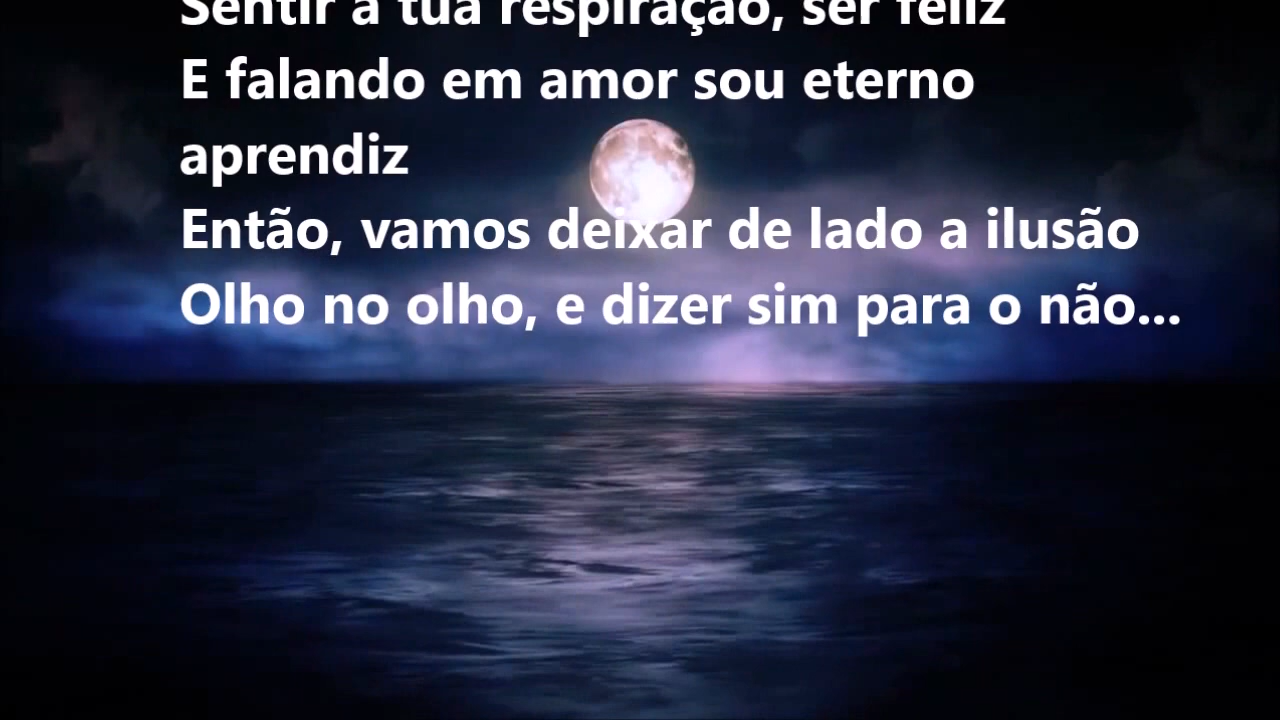 Sentir a tua respiração, ser feliz
E falando em amor sou eterno
aprendiz
Então, vamos deixar de lado a ilusão
Olho no olho, e dizer sim para o não...